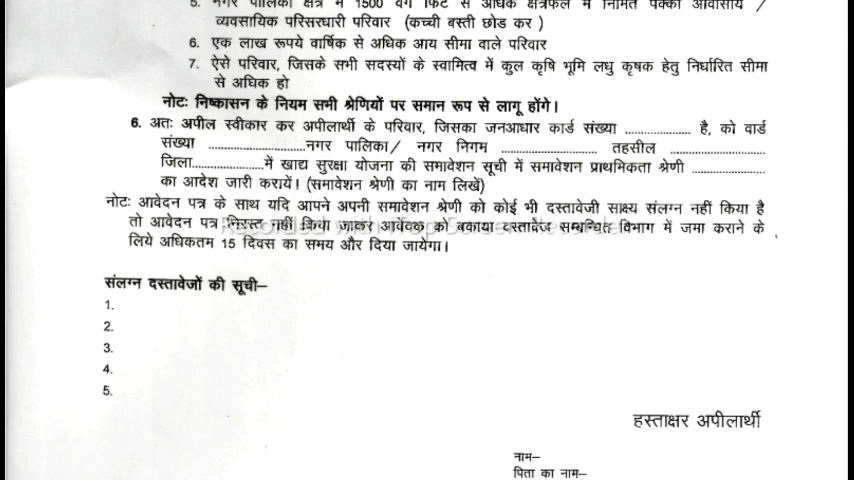 5. नगर पालिका क्षेत्र में 1500 वर्ग फिट से अधिक क्षेत्रफल में निर्मित पक्का आवासीय /
व्यवसायिक परिसरधारी परिवार (कच्ची बस्ती छोड कर )
6. एक लाख रूपये वार्षिक से अधिक आय सीमा वाले परिवार
7. ऐसे परिवार, जिसके सभी सदस्यों के स्वामित्व में कुल कृषि भूमि लघु कृषक हेतु निर्धारित सीमा
से अधिक हो
नोटः निष्कासन के नियम सभी श्रेणियों पर समान रूप से लागू होंगे।
6. अतः अपील स्वीकार कर अपीलार्थी के परिवार, जिसका जनआधार कार्ड संख्या ..................... है, को वार्ड
संख्या ...............................नगर पालिका/ नगर निगम ............................... तहसील ...............................
जिला.......................में खाद्य सुरक्षा योजना की समावेशन सूची में समावेशन प्राथमिकता श्रेणी .......................
का आदेश जारी करायें! (समावेशन श्रेणी का नाम लिखें)
नोटः आवेदन पत्र के साथ यदि आपने अपनी समावेशन श्रेणी को कोई भी दस्तावेजी साक्ष्य संलग्न नहीं किया है
तो आवेदन पत्र निरस्त नहीं किया जाकर आवेदक को बकाया दस्तावेज सम्बन्धित विभाग में जमा कराने के
Recorded with Top Screen Recorder
लिये अधिकतम 15 दिवस का समय और दिया जायेगा।
संलग्न दस्तावेजों की सूची–
1.
2.
3.
4.
5.
हस्ताक्षर अपीलार्थी
नाम–
पिता का नाम–